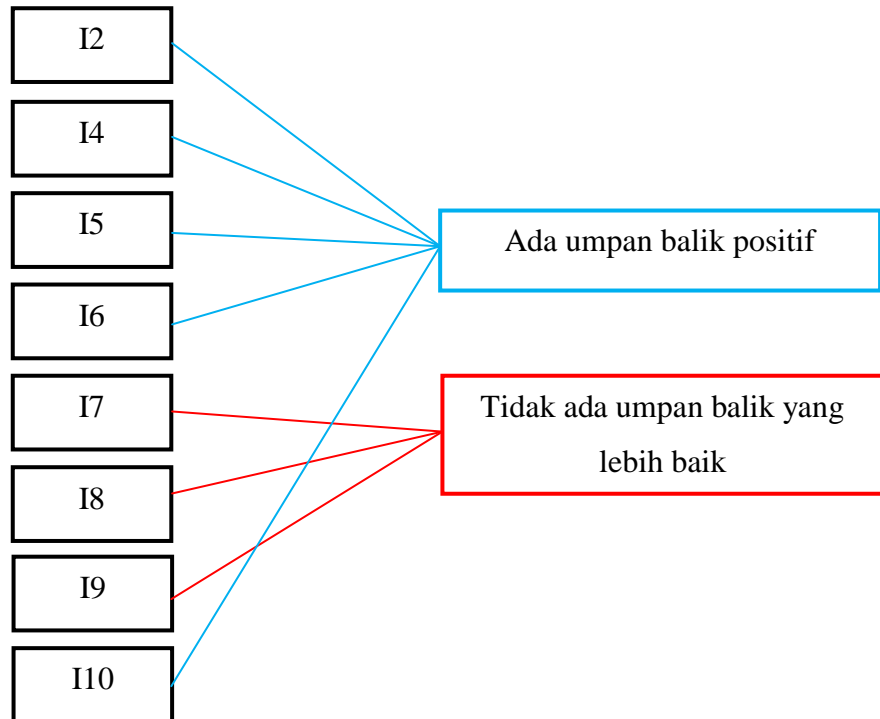 I2
I4
I5
I6
I7
I8
I9
I10
Ada umpan balik positif
Tidak ada umpan balik yang
lebih baik